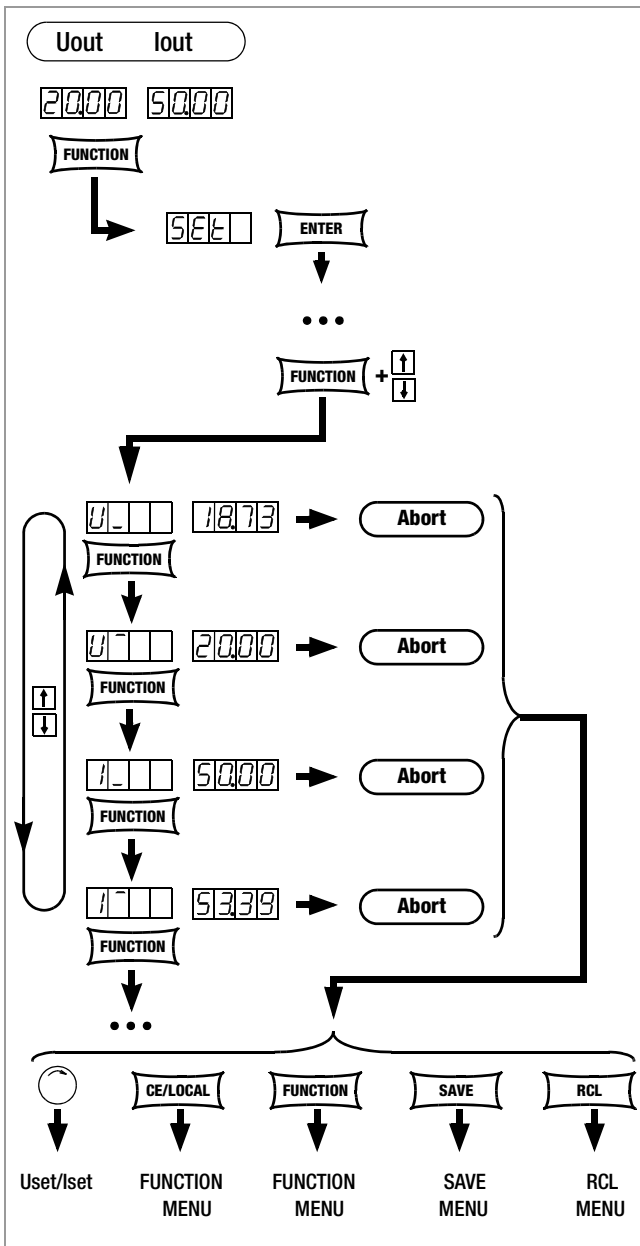 Uout Iout
20.00 50.00
FUNCTION
SEt ENTER
•••
FUNCTION + ↑
↓
U_ 18.73 Abort
FUNCTION
U¯ 20.00 Abort
FUNCTION
↑
↓
I_ 50.00 Abort
FUNCTION
I¯ 53.39 Abort
FUNCTION
•••
CE/LOCAL FUNCTION SAVE RCL
Uset/Iset FUNCTION FUNCTION SAVE RCL
MENU MENU MENU MENU